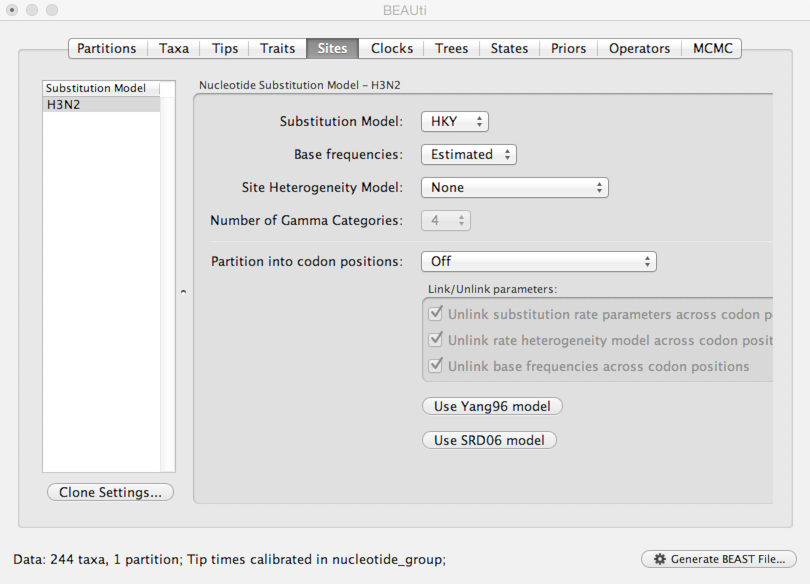 BEAUti
Partitions Taxa Tips Traits Sites Clocks Trees States Priors Operators MCMC
Substitution Model
H3N2
Nucleotide Substitution Model – H3N2
Substitution Model: HKY
Base frequencies: Estimated
Site Heterogeneity Model: None
Number of Gamma Categories: 4
Partition into codon positions: Off
Link/Unlink parameters:
Unlink substitution rate parameters across codon p
Unlink rate heterogeneity model across codon posit
Unlink base frequencies across codon positions
Use Yang96 model
Use SRD06 model
Clone Settings...
Data: 244 taxa, 1 partition; Tip times calibrated in nucleotide_group;
Generate BEAST File...